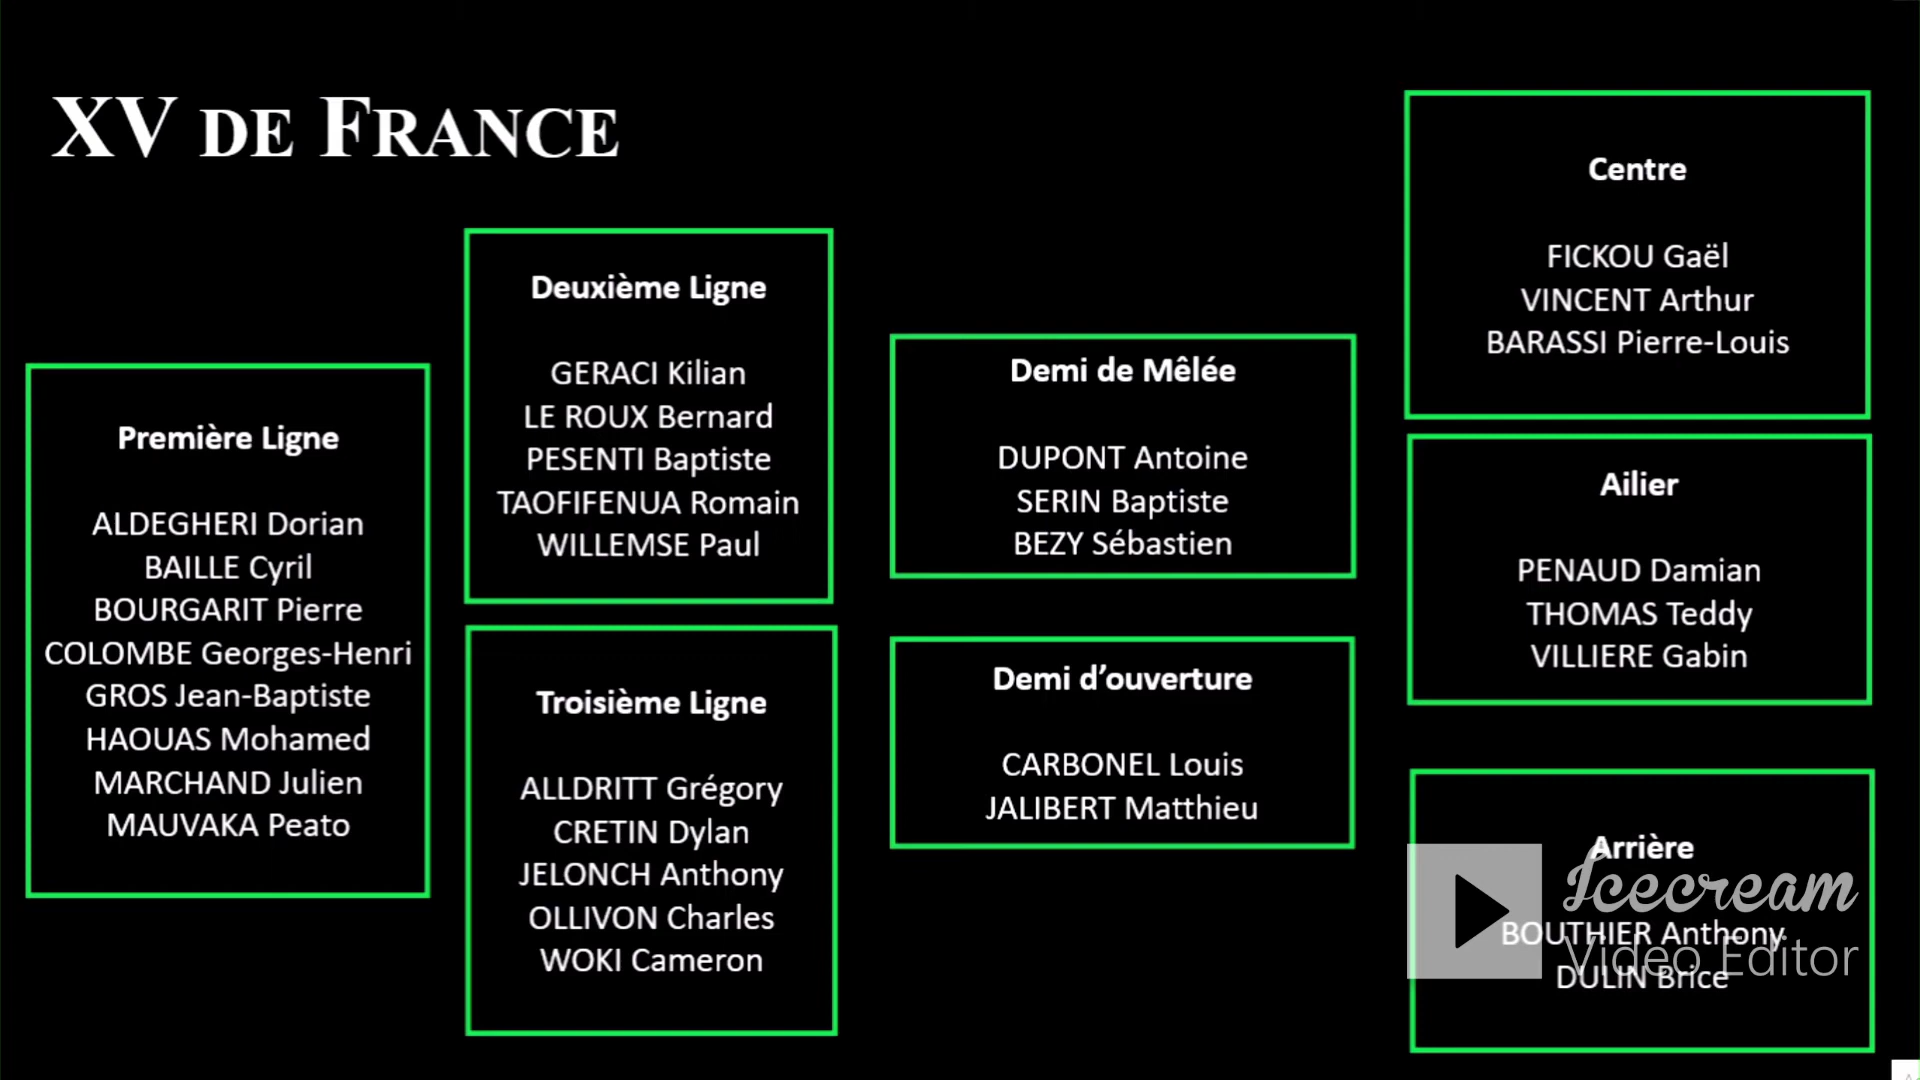 XV DE FRANCE
Première Ligne
ALDEGHERI Dorian
BAILLE Cyril
BOURGARIT Pierre
COLOMBE Georges-Henri
GROS Jean-Baptiste
HAOUAS Mohamed
MARCHAND Julien
MAUVAKA Peato
Deuxième Ligne
GERACI Kilian
LE ROUX Bernard
PESENTI Baptiste
TAOFIFENUA Romain
WILLEMSE Paul
Troisième Ligne
ALLDRITT Grégory
CRETIN Dylan
JELONCH Anthony
OLLIVON Charles
WOKI Cameron
Demi de Mêlée
DUPONT Antoine
SERIN Baptiste
BEZY Sébastien
Demi d’ouverture
CARBONEL Louis
JALIBERT Matthieu
Centre
FICKOU Gaël
VINCENT Arthur
BARASSI Pierre-Louis
Ailier
PENAUD Damian
THOMAS Teddy
VILLIERE Gabin
Arrière
BOUTHIER Anthony
DULIN Brice
Icecream
Video Editor